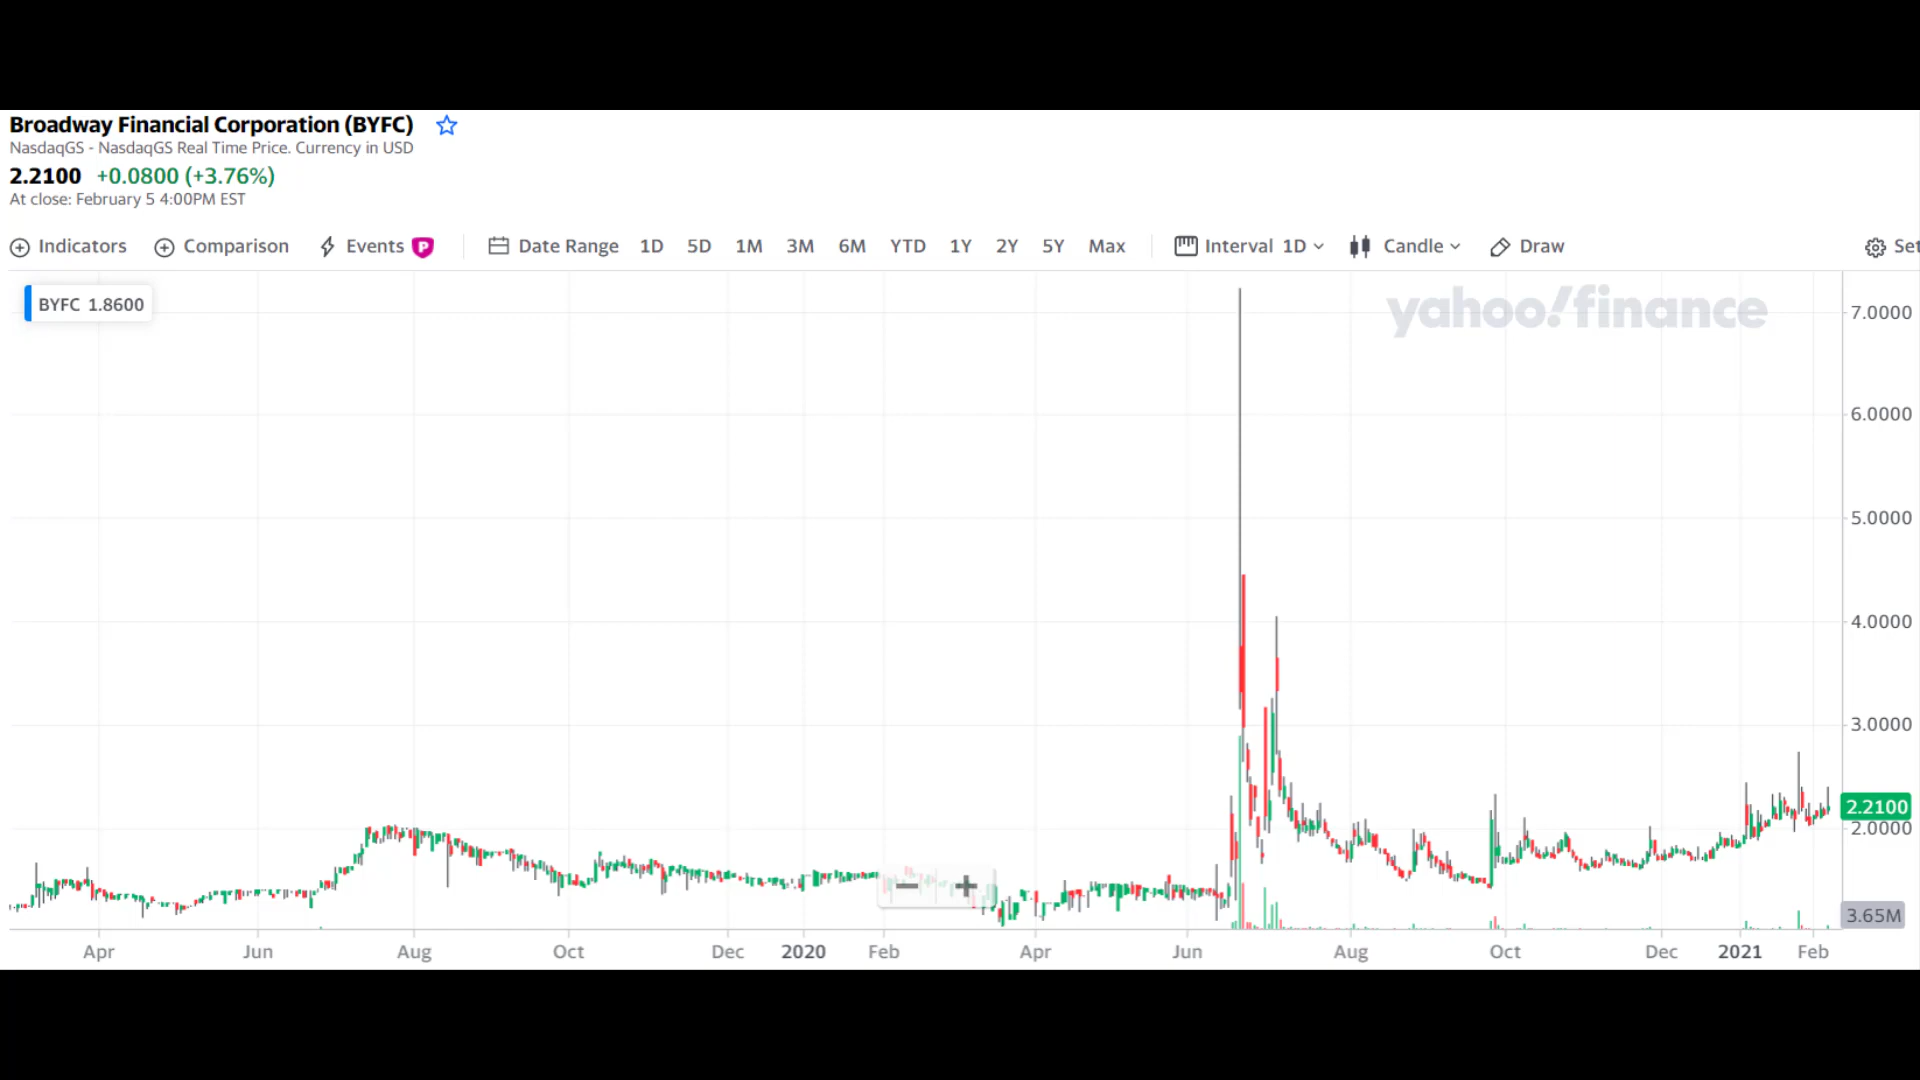 Broadway Financial Corporation (BYFC)
NasdaqGS - NasdaqGS Real Time Price. Currency in USD
2.2100 +0.0800 (+3.76%)
At close: February 5 4:00PM EST
Indicators Comparison Events P Date Range 1D 5D 1M 3M 6M YTD 1Y 2Y 5Y Max Interval 1D Candle Draw Set
BYFC 1.8600
yahoo!finance
7.0000
6.0000
5.0000
4.0000
3.0000
2.2100
2.0000
3.65M
Apr Jun Aug Oct Dec 2020 Feb Apr Jun Aug Oct Dec 2021 Feb